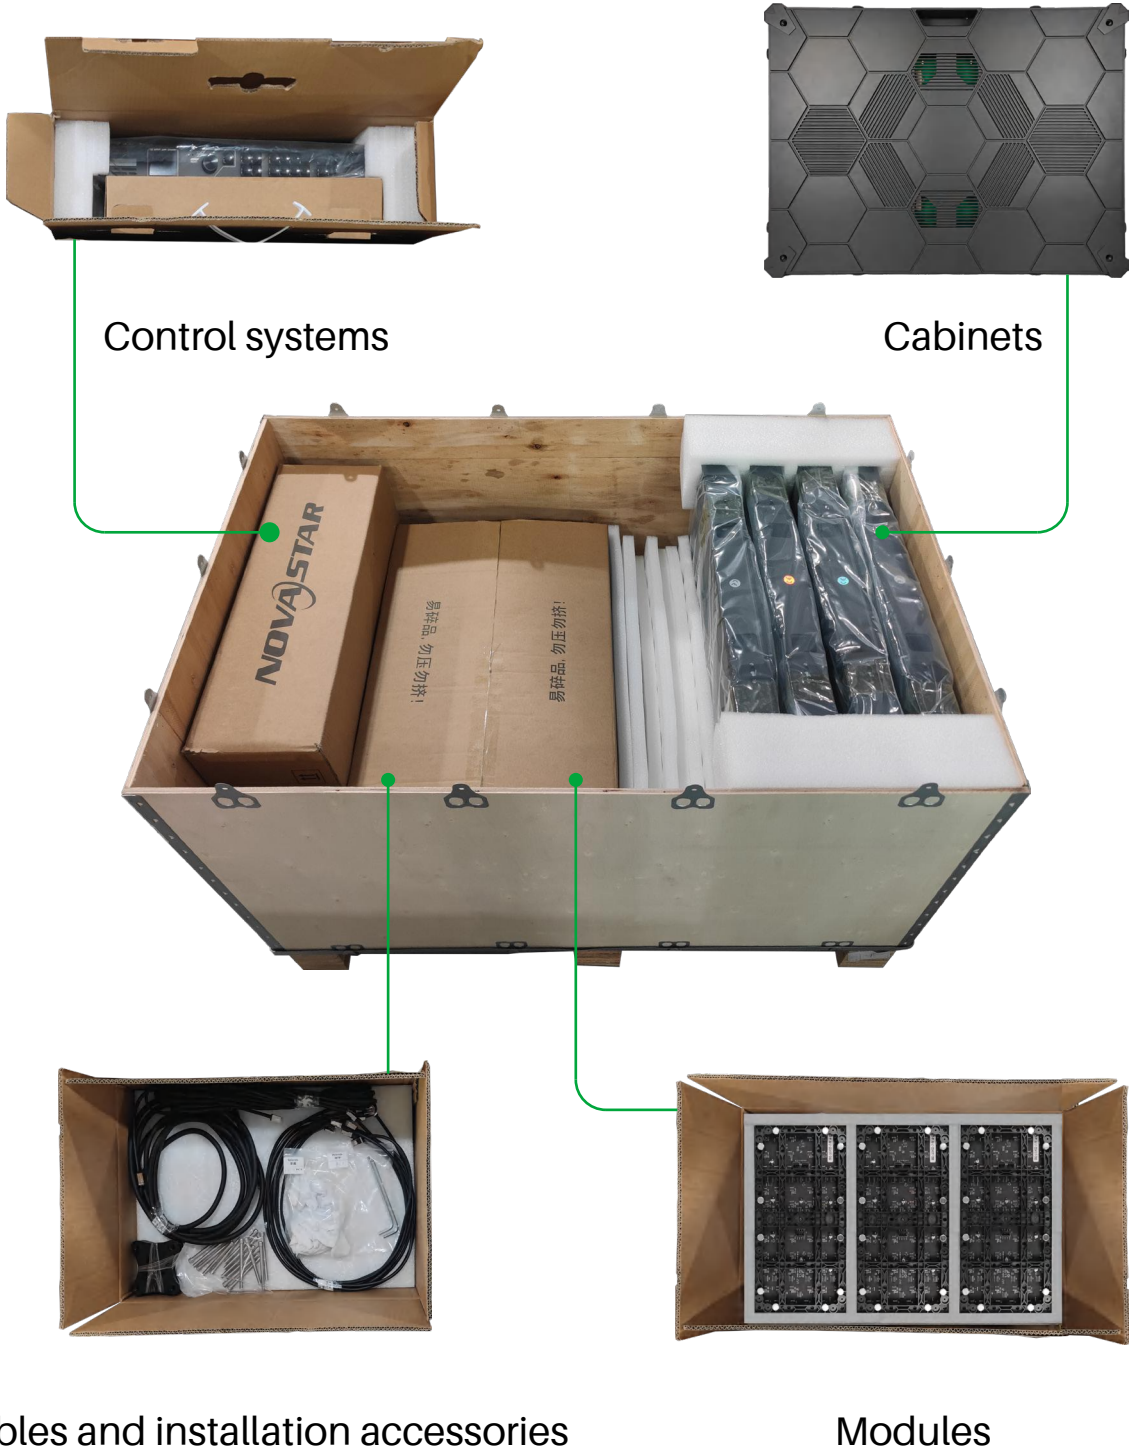 Control systems
Cabinets
NOVASTAR
易碎品, 勿压勿挤!
易碎品, 勿压勿挤!
bles and installation accessories
Modules